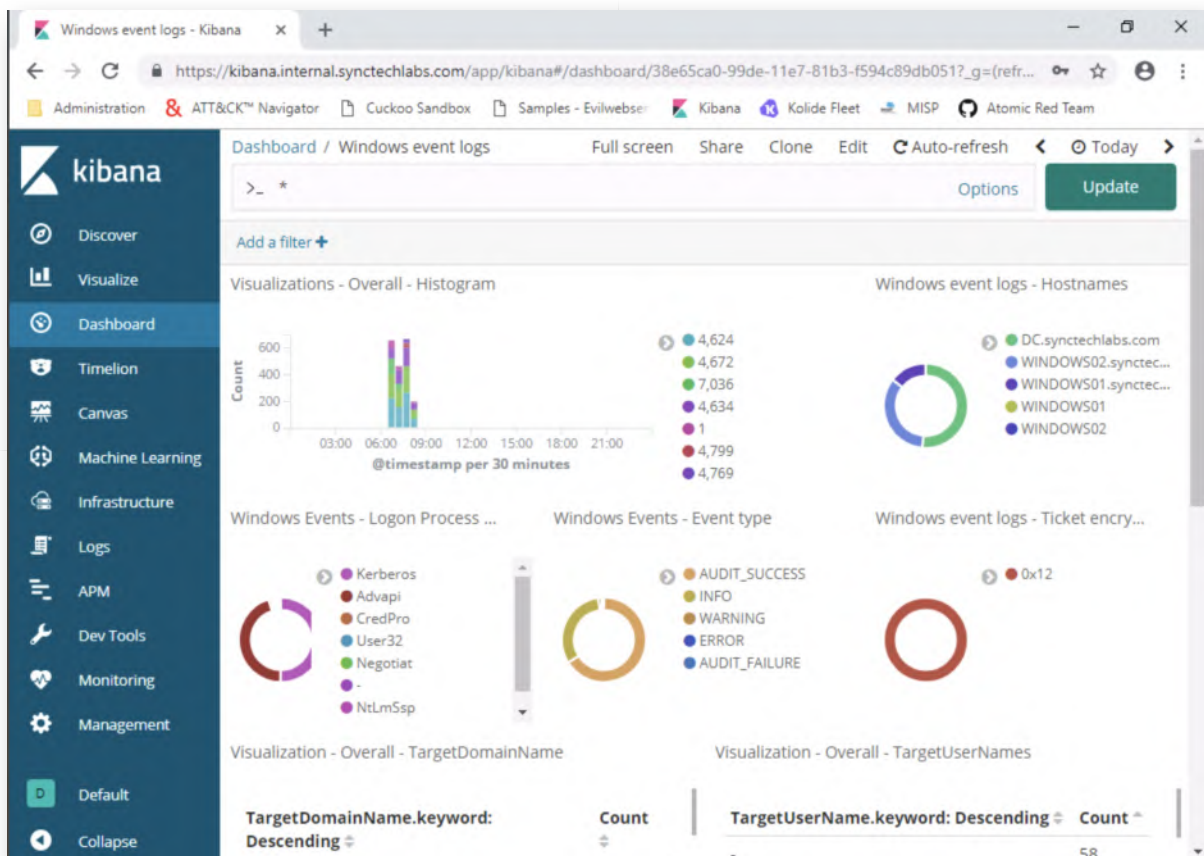 Windows event logs - Kibana
https://kibana.internal.synctechlabs.com/app/kibana#/dashboard/38e65ca0-99de-11e7-81b3-f594c89db051?_g=(refr...
Administration ATT&CK™ Navigator Cuckoo Sandbox Samples - Evilwebser Kibana Kolide Fleet MISP Atomic Red Team
kibana
Discover
Visualize
Dashboard
Timelion
Canvas
Machine Learning
Infrastructure
Logs
APM
Dev Tools
Monitoring
Management
D Default
Collapse
Dashboard / Windows event logs Full screen Share Clone Edit Auto-refresh Today
>_ * Options Update
Add a filter +
Visualizations - Overall - Histogram
Count
600
400
200
0
03:00 06:00 09:00 12:00 15:00 18:00 21:00
@timestamp per 30 minutes
4,624
4,672
7,036
4,634
1
4,799
4,769
Windows event logs - Hostnames
DC.synctechlabs.com
WINDOWS02.synctec...
WINDOWS01.synctec...
WINDOWS01
WINDOWS02
Windows Events - Logon Process ...
Kerberos
Advapi
CredPro
User32
Negotiat
-
NtLmSsp
Windows Events - Event type
AUDIT_SUCCESS
INFO
WARNING
ERROR
AUDIT_FAILURE
Windows event logs - Ticket encry...
0x12
Visualization - Overall - TargetDomainName
TargetDomainName.keyword: Count
Descending
Visualization - Overall - TargetUserNames
TargetUserName.keyword: Descending Count
58